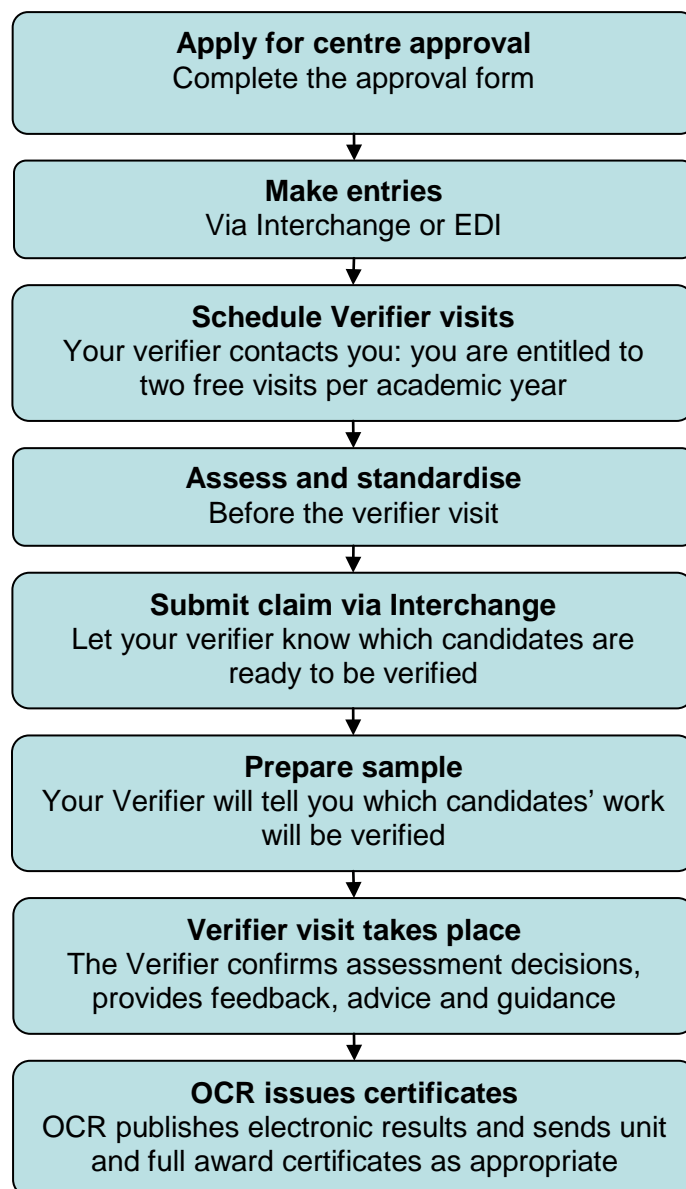 Apply for centre approval
Complete the approval form
Make entries
Via Interchange or EDI
Schedule Verifier visits
Your verifier contacts you: you are entitled to
two free visits per academic year
Assess and standardise
Before the verifier visit
Submit claim via Interchange
Let your verifier know which candidates are
ready to be verified
Prepare sample
Your Verifier will tell you which candidates’ work
will be verified
Verifier visit takes place
The Verifier confirms assessment decisions,
provides feedback, advice and guidance
OCR issues certificates
OCR publishes electronic results and sends unit
and full award certificates as appropriate